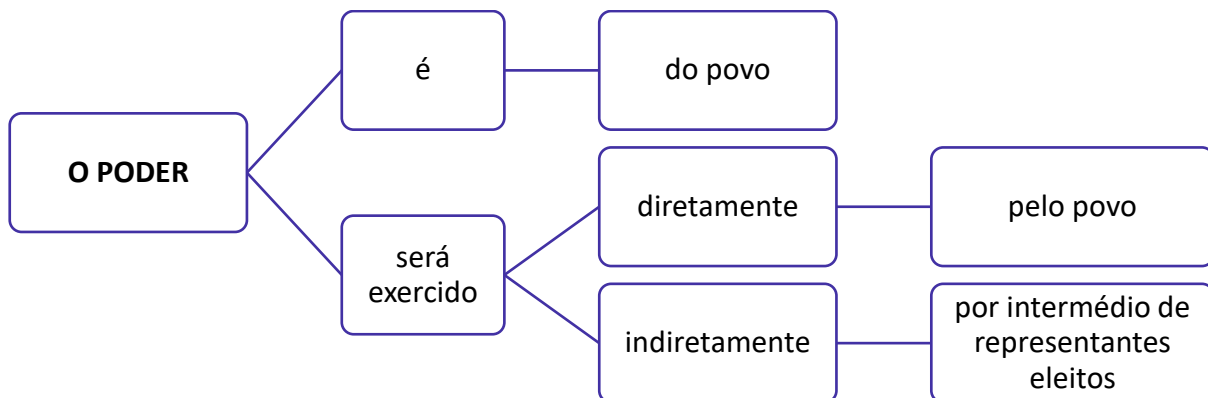 O PODER
é
do povo
será
exercido
diretamente
pelo povo
indiretamente
por intermédio de
representantes
eleitos